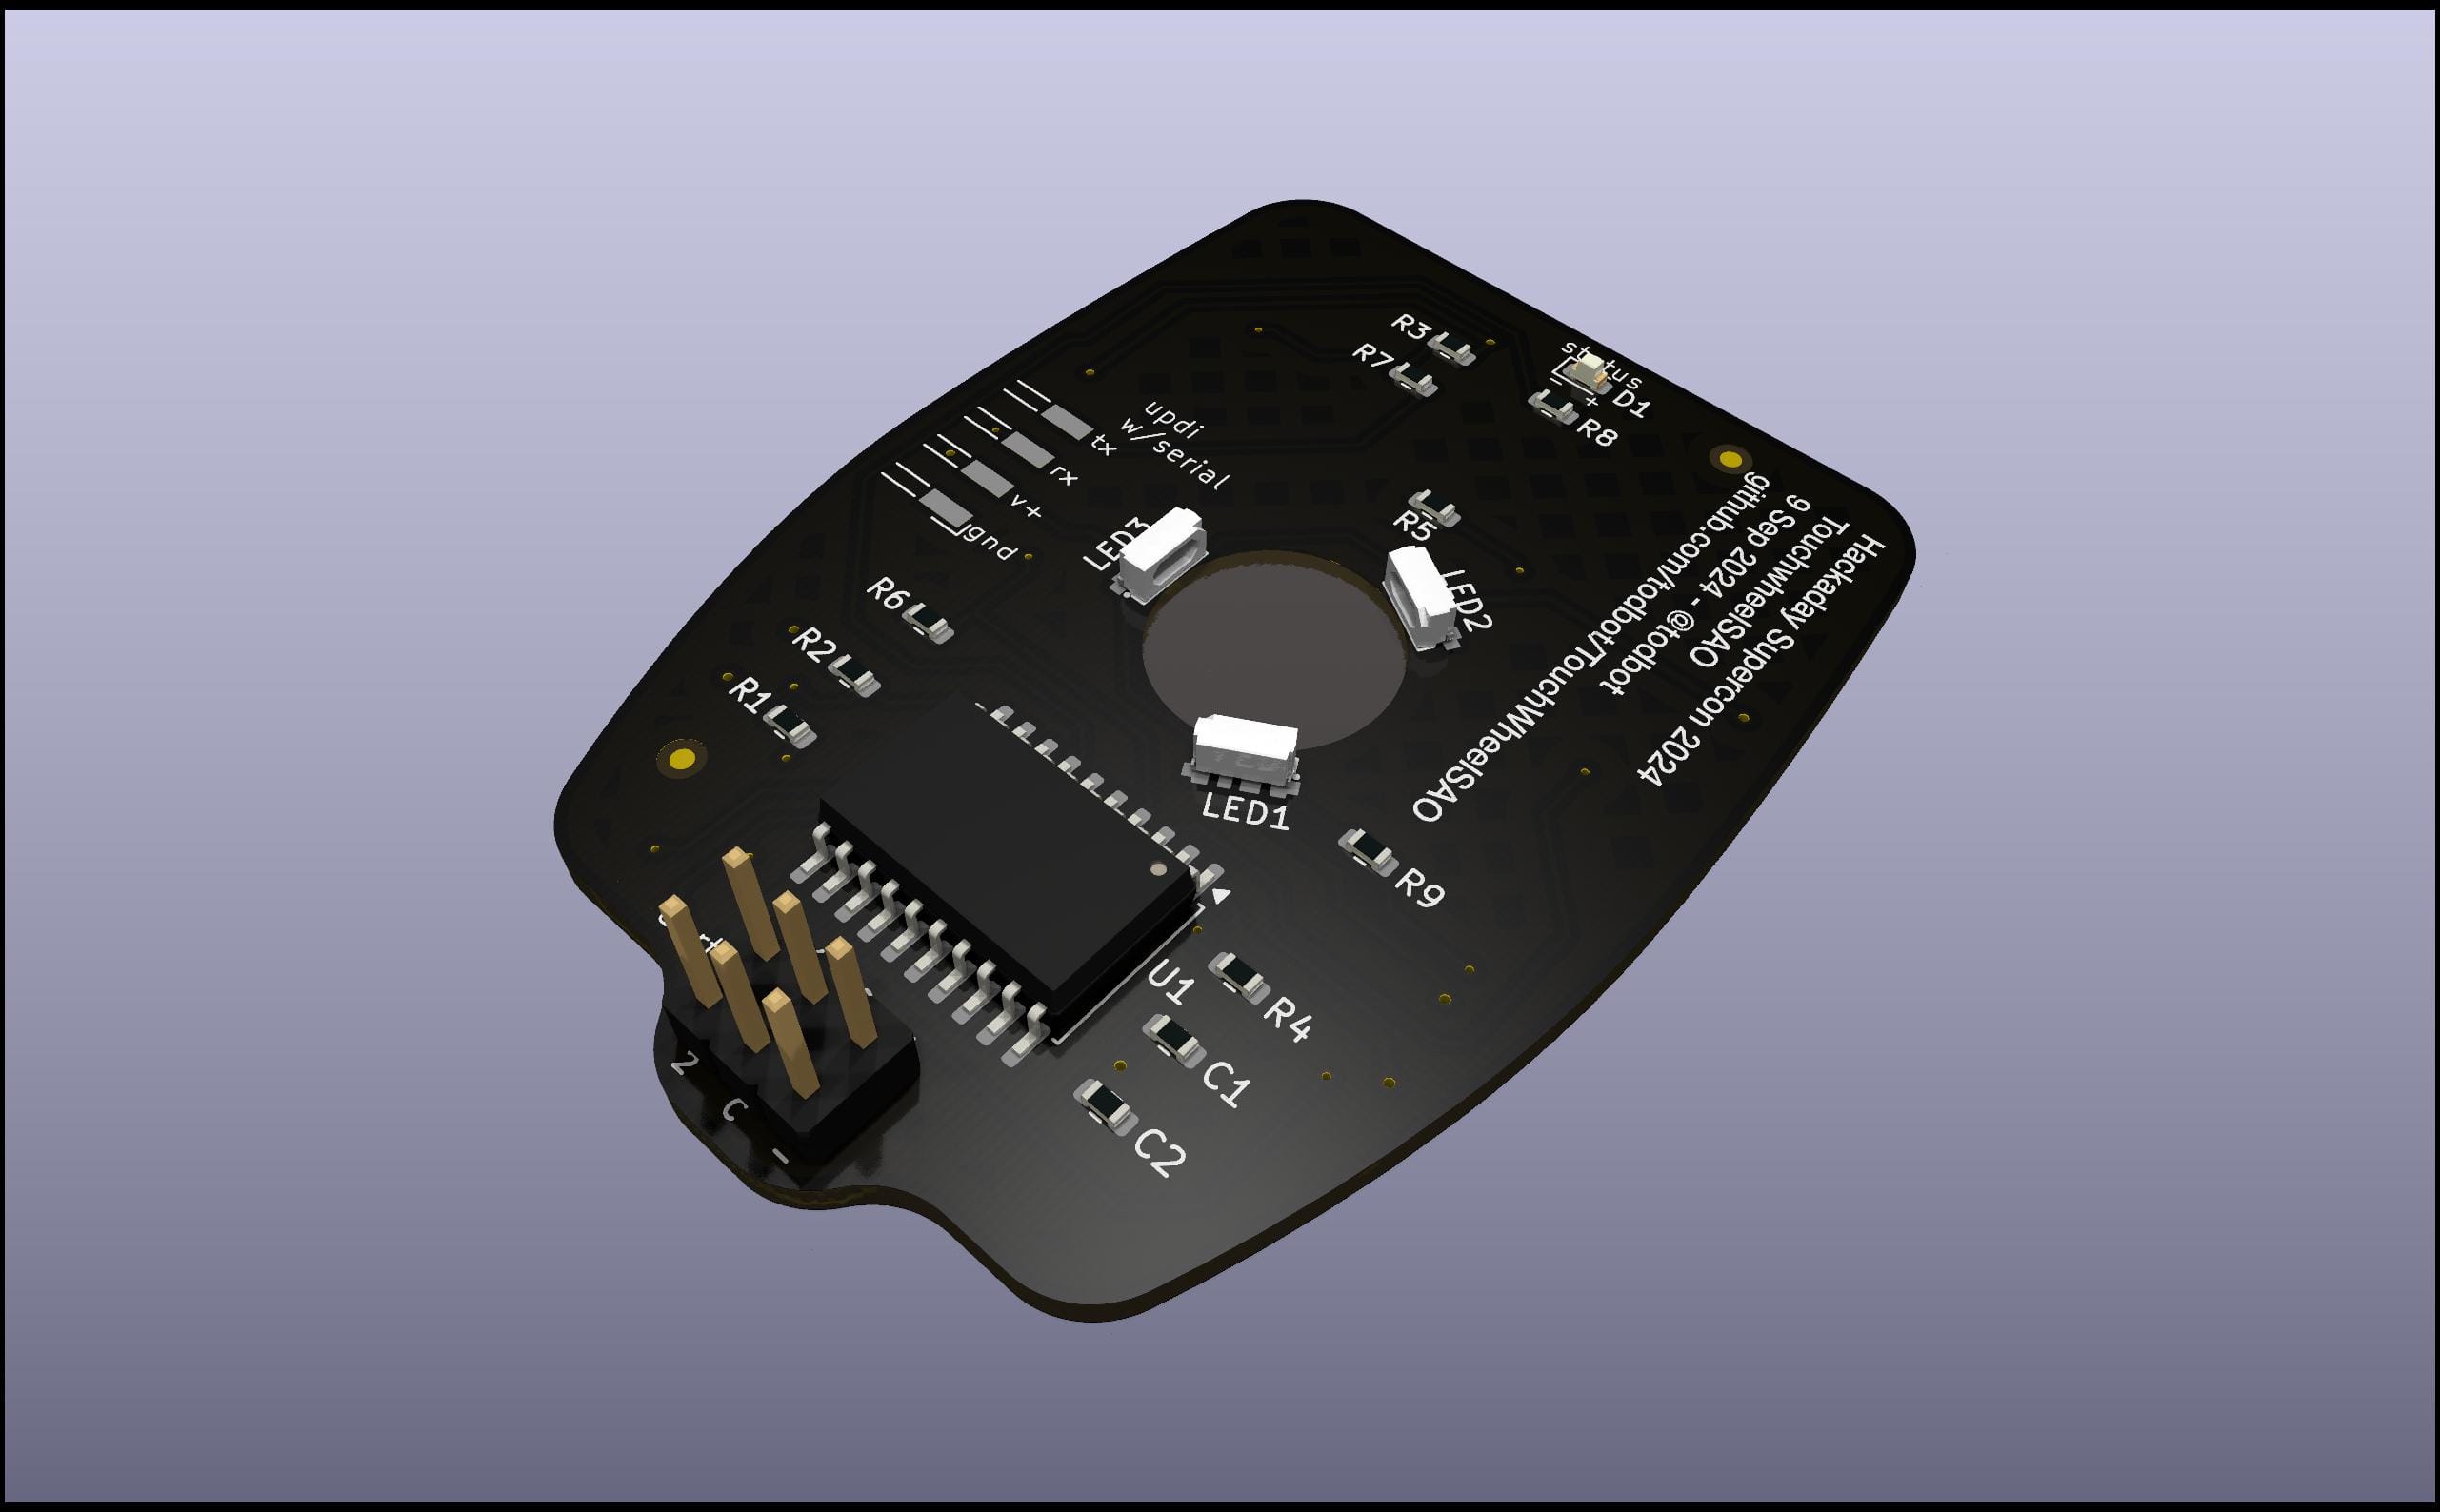 R3
R7
status
-
+
D1
R8
updi
w/serial
tx
rx
v+
gnd
LED3
R5
LED2
LED1
R6
R2
R1
Hackaday Supercon 2024
TouchwheelSAO
9 Sep 2024 - @todbot
github.com/todbot/TouchWheelSAO
R9
U1
R4
C1
C2